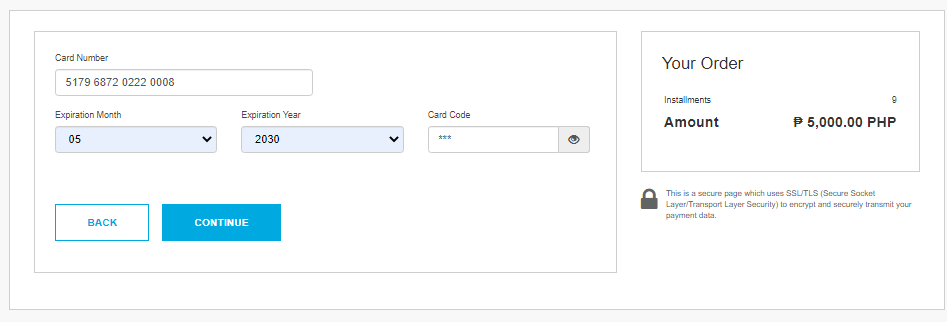 Card Number
5179 6872 0222 0008
Expiration Month
Expiration Year
Card Code
05
2030
***
BACK
CONTINUE
Your Order
Installments 9
Amount ₱ 5,000.00 PHP
This is a secure page which uses SSL/TLS (Secure Socket
Layer/Transport Layer Security) to encrypt and securely transmit your
payment data.